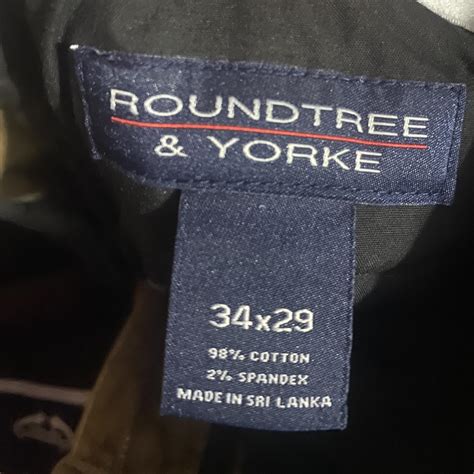 ROUNDTREE
& YORKE
34x29
98% COTTON
2% SPANDEX
MADE IN SRI LANKA